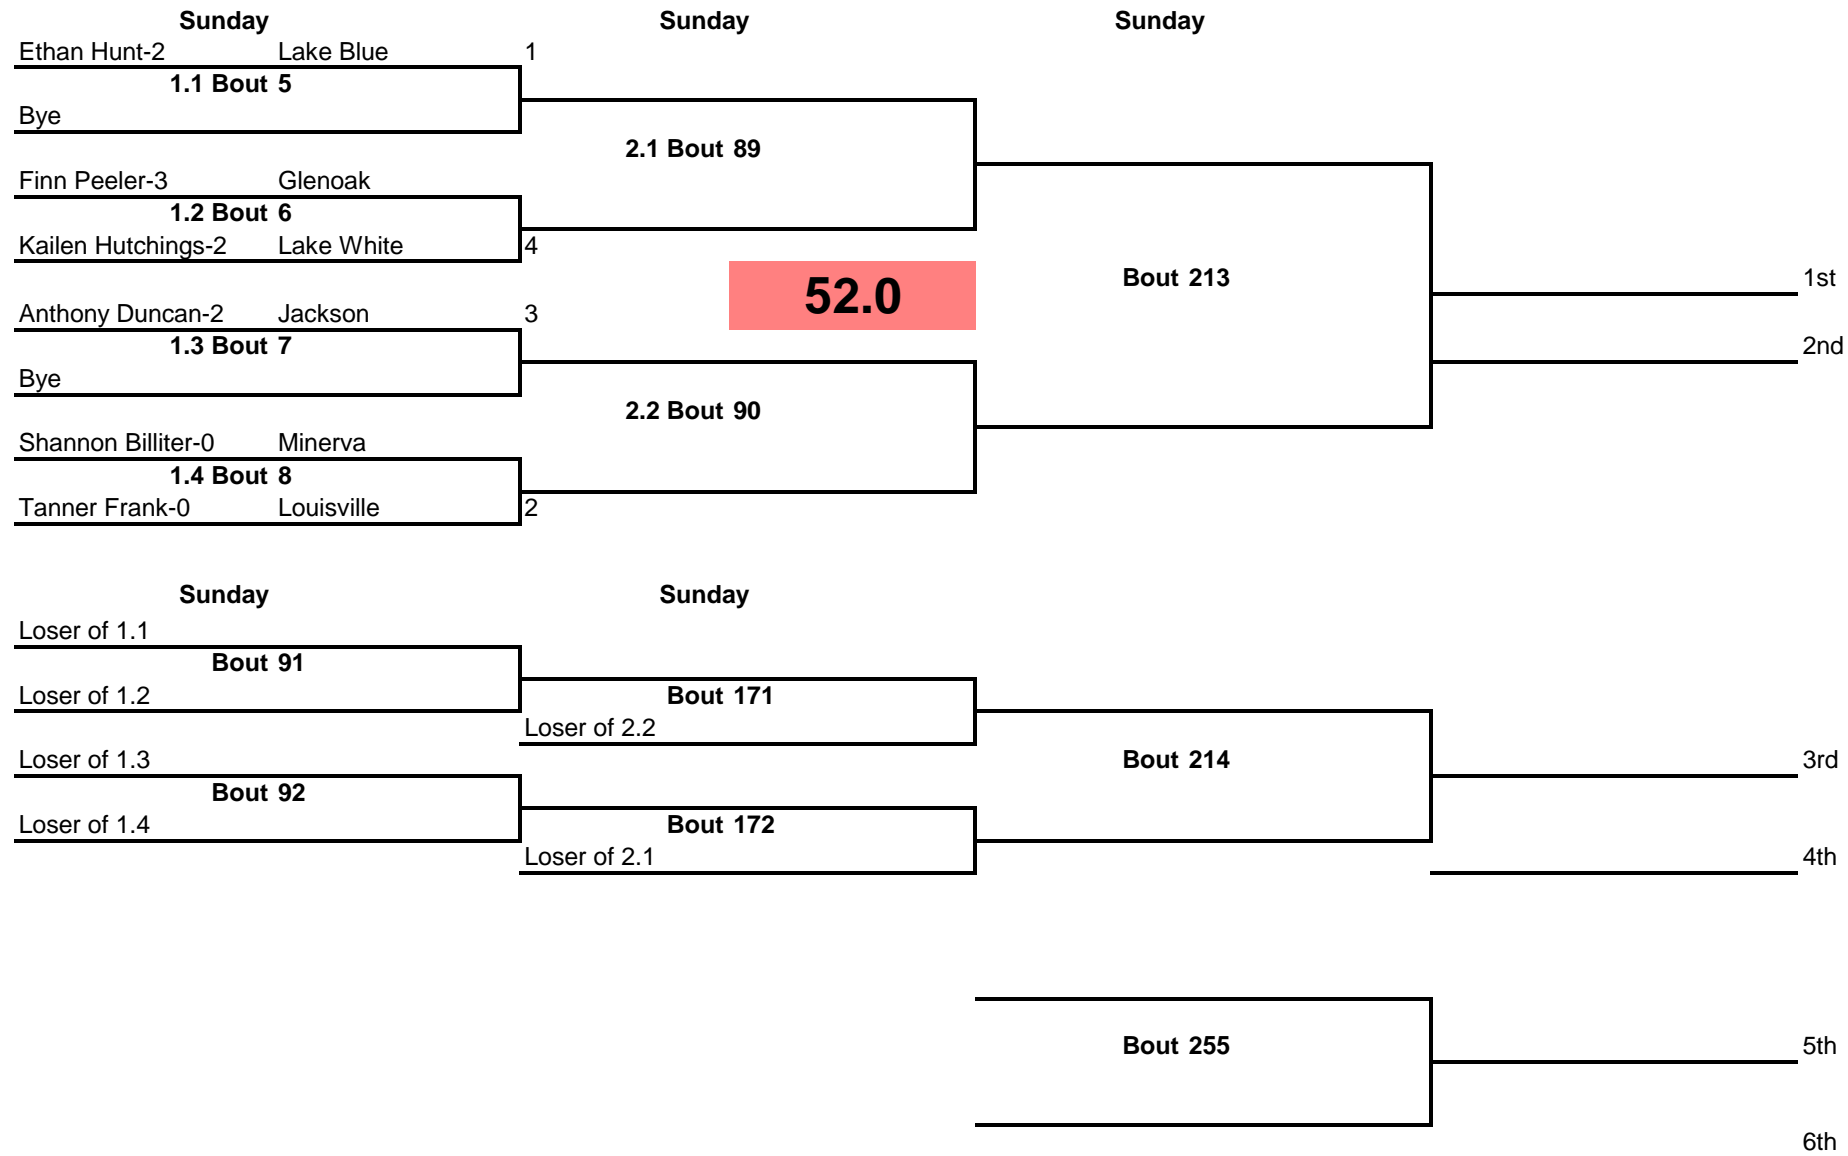 Sunday Sunday Sunday
Ethan Hunt-2 Lake Blue 1
1.1 Bout 5
Bye
2.1 Bout 89
Finn Peeler-3 Glenoak
1.2 Bout 6
Kailen Hutchings-2 Lake White 4
52.0
Bout 213
1st
Anthony Duncan-2 Jackson 3
1.3 Bout 7
2nd
Bye
2.2 Bout 90
Shannon Billiter-0 Minerva
1.4 Bout 8
Tanner Frank-0 Louisville 2
Sunday Sunday
Loser of 1.1
Bout 91
Loser of 1.2
Bout 171
Loser of 2.2
Loser of 1.3
Bout 214
3rd
Bout 92
Loser of 1.4
Bout 172
Loser of 2.1
4th
Bout 255
5th
6th